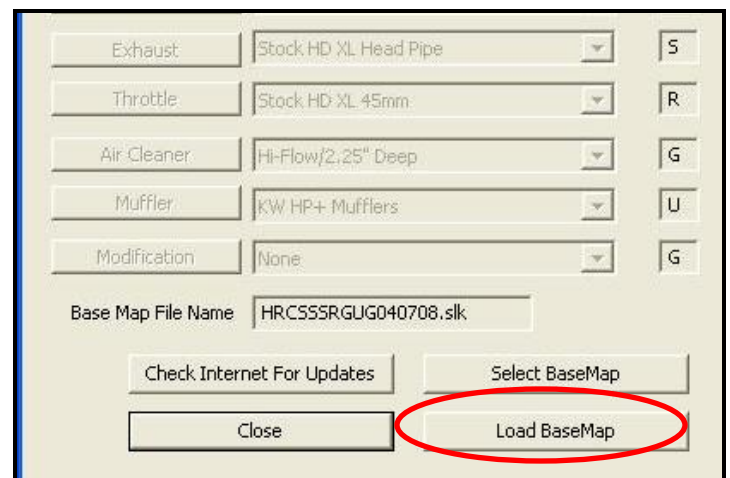 Exhaust Stock HD XL Head Pipe S
Throttle Stock HD XL 45mm R
Air Cleaner Hi-Flow/2.25" Deep G
Muffler KW HP+ Mufflers U
Modification None G
Base Map File Name HRCSSSRGUG040708.slk
Check Internet For Updates Select BaseMap
Close Load BaseMap